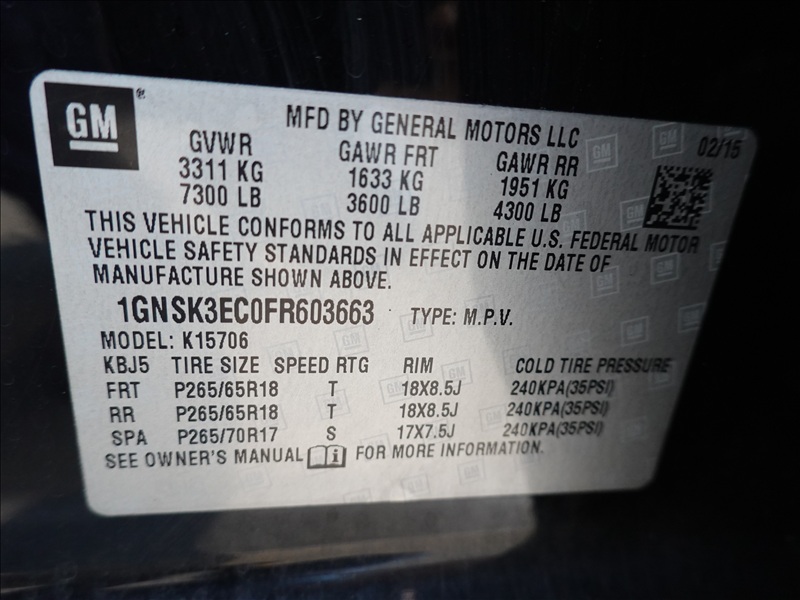 GM ®
MFD BY GENERAL MOTORS LLC
02/15
GVWR GAWR FRT GAWR RR
3311 KG 1633 KG 1951 KG
7300 LB 3600 LB 4300 LB
THIS VEHICLE CONFORMS TO ALL APPLICABLE U.S. FEDERAL MOTOR
VEHICLE SAFETY STANDARDS IN EFFECT ON THE DATE OF
MANUFACTURE SHOWN ABOVE.
1GNSK3EC0FR603663 TYPE: M.P.V.
MODEL: K15706
KBJ5 TIRE SIZE SPEED RTG RIM COLD TIRE PRESSURE
FRT P265/65R18 T 18X8.5J 240KPA(35PSI)
RR P265/65R18 T 18X8.5J 240KPA(35PSI)
SPA P265/70R17 S 17X7.5J 240KPA(35PSI)
SEE OWNER'S MANUAL FOR MORE INFORMATION.